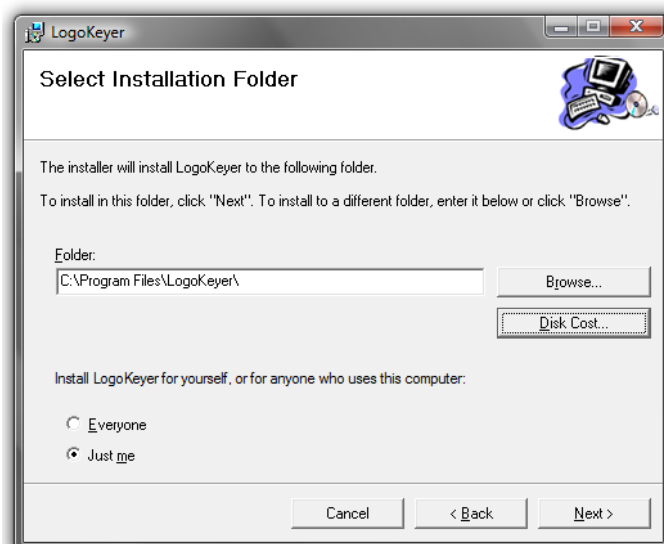 LogoKeyer
Select Installation Folder
The installer will install LogoKeyer to the following folder.
To install in this folder, click "Next". To install to a different folder, enter it below or click "Browse".
Folder:
C:\Program Files\LogoKeyer\
Browse...
Disk Cost...
Install LogoKeyer for yourself, or for anyone who uses this computer:
Everyone
Just me
Cancel
< Back
Next >